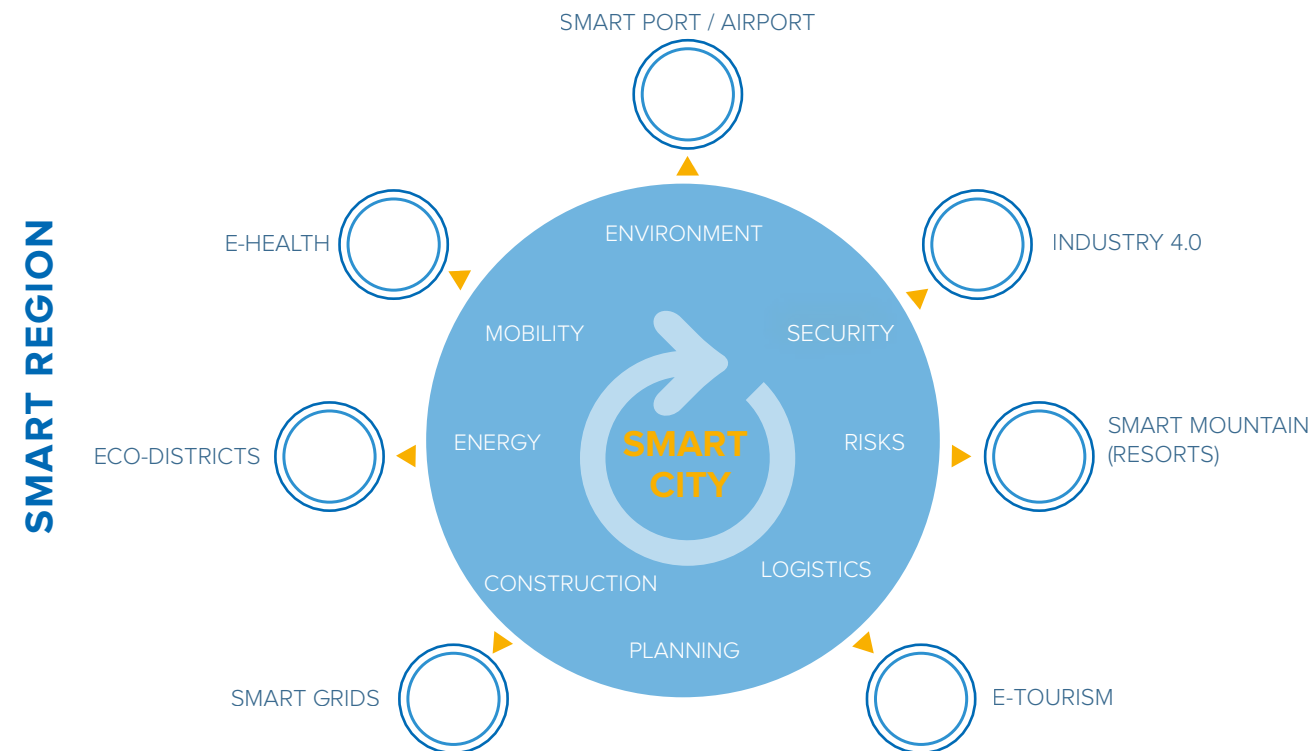 SMART PORT / AIRPORT
E-HEALTH
INDUSTRY 4.0
SMART REGION
ENVIRONMENT
MOBILITY
SECURITY
ECO-DISTRICTS
ENERGY
SMART
CITY
RISKS
SMART MOUNTAIN
(RESORTS)
CONSTRUCTION
LOGISTICS
PLANNING
SMART GRIDS
E-TOURISM